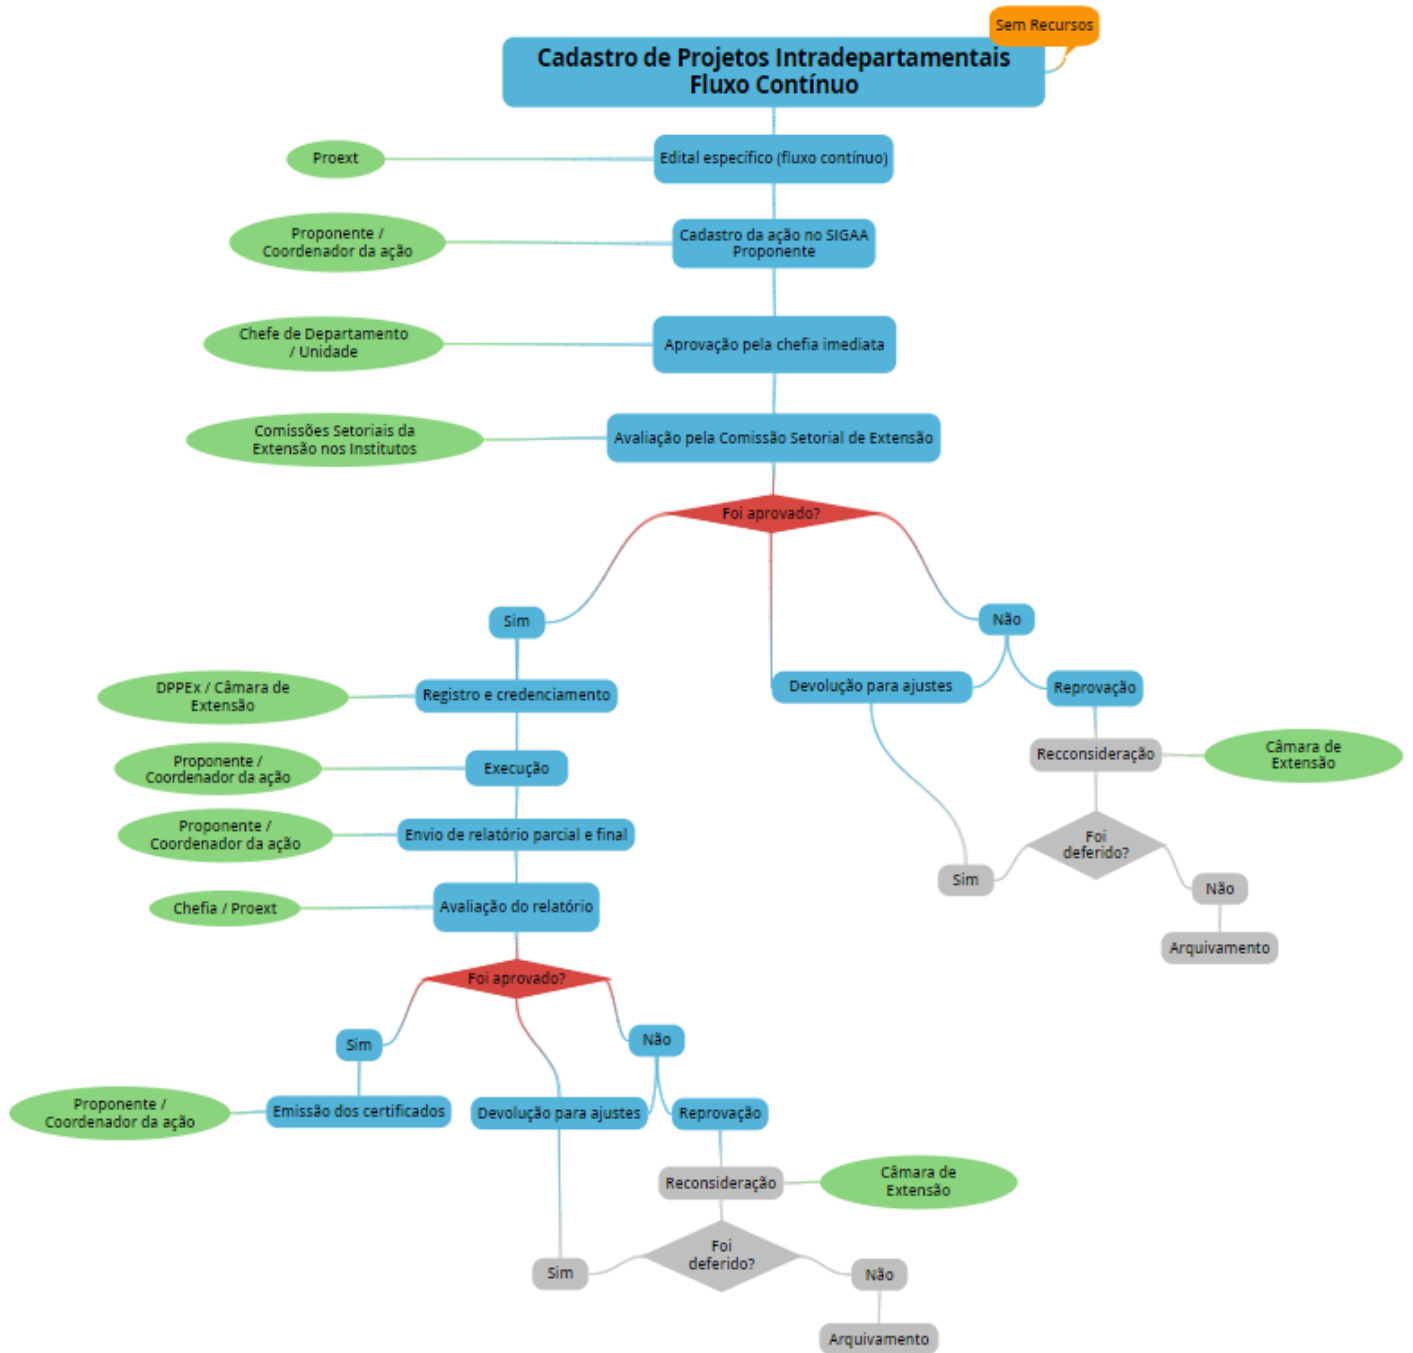 Sem Recursos
Cadastro de Projetos Intradepartamentais
Fluxo Contínuo
Proext
Edital específico (fluxo contínuo)
Proponente /
Coordenador da ação
Cadastro da ação no SIGAA
Proponente
Chefe de Departamento
/ Unidade
Aprovação pela chefia imediata
Comissões Setoriais da
Extensão nos Institutos
Avaliação pela Comissão Setorial de Extensão
Foi aprovado?
Sim
Não
DPPEx / Câmara de
Extensão
Registro e credenciamento
Devolução para ajustes
Reprovação
Proponente /
Coordenador da ação
Execução
Recconsideração
Câmara de
Extensão
Proponente /
Coordenador da ação
Envio de relatório parcial e final
Foi
deferido?
Sim
Não
Chefia / Proext
Avaliação do relatório
Arquivamento
Foi aprovado?
Sim
Não
Proponente /
Coordenador da ação
Emissão dos certificados
Devolução para ajustes
Reprovação
Reconsideração
Câmara de
Extensão
Foi
deferido?
Sim
Não
Arquivamento